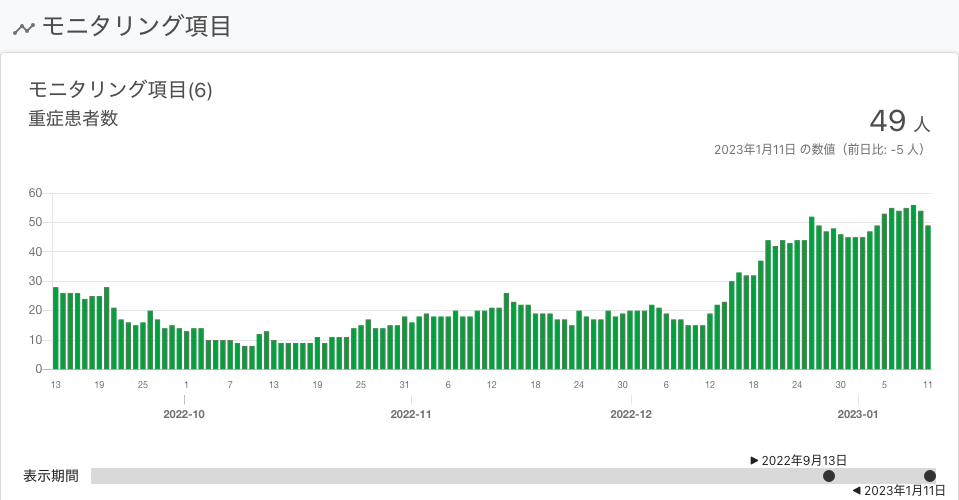 モニタリング項目
モニタリング項目(6)
重症患者数
49 人
2023年1月11日 の数値（前日比: -5 人）
60
50
40
30
20
10
0
13 19 25 1 7 13 19 25 31 6 12 18 24 30 6 12 18 24 30 5 11
2022-10 2022-11 2022-12 2023-01
2022年9月13日
表示期間
2023年1月11日